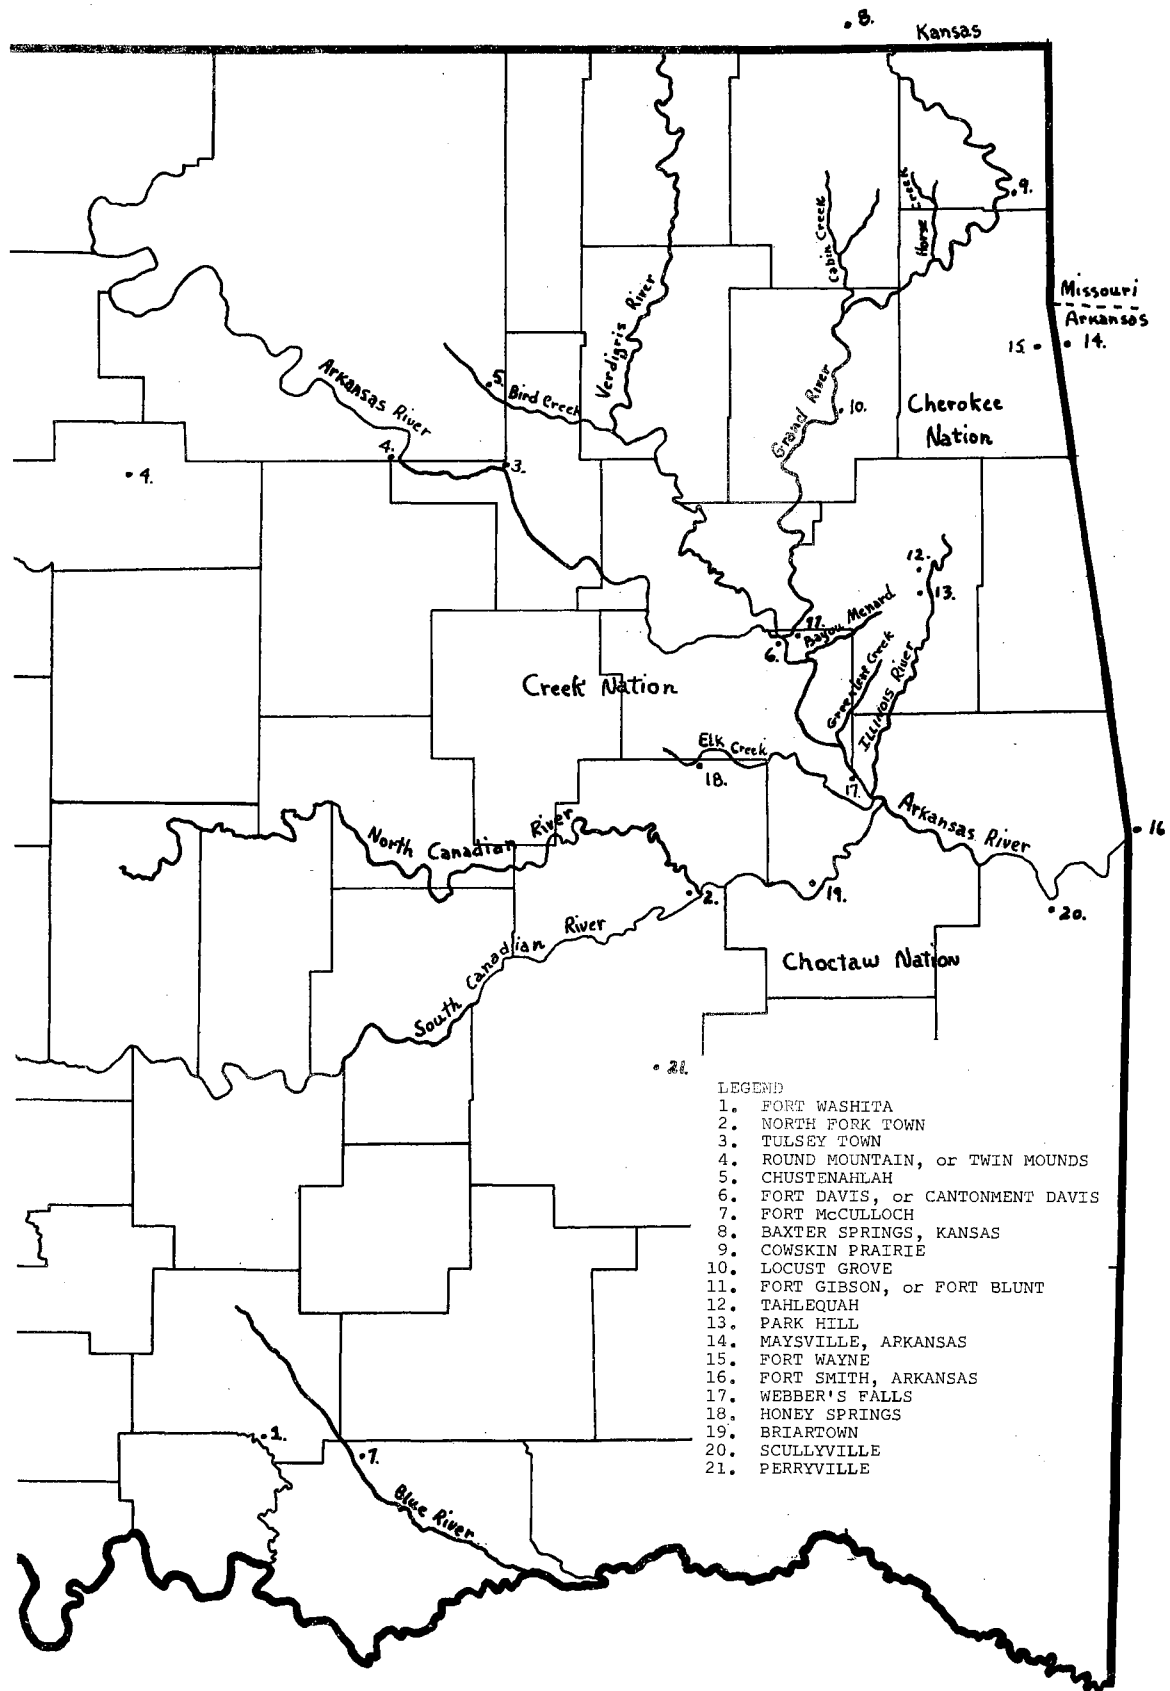 8.
Kansas
9.
Cabin Creek
Horse Creek
Verdigris River
Missouri
Arkansas
15.
14.
Arkansas River
5.
Bird Creek
Grand River
10.
Cherokee
Nation
4.
4.
3.
12.
13.
11.
Bayou Menard
6.
Greenleaf Creek
ILLINOIS River
Creek Nation
Elk Creek
18.
17.
Arkansas River
16
North Canadian River
2.
19.
20.
South Canadian River
Choctaw Nation
21.
LEGEND
1. FORT WASHITA
2. NORTH FORK TOWN
3. TULSEY TOWN
4. ROUND MOUNTAIN, or TWIN MOUNDS
5. CHUSTENAHLAH
6. FORT DAVIS, or CANTONMENT DAVIS
7. FORT McCULLOCH
8. BAXTER SPRINGS, KANSAS
9. COWSKIN PRAIRIE
10. LOCUST GROVE
11. FORT GIBSON, or FORT BLUNT
12. TAHLEQUAH
13. PARK HILL
14. MAYSVILLE, ARKANSAS
15. FORT WAYNE
16. FORT SMITH, ARKANSAS
17. WEBBER'S FALLS
18. HONEY SPRINGS
19. BRIARTOWN
20. SCULLYVILLE
21. PERRYVILLE
1.
7.
Blue River